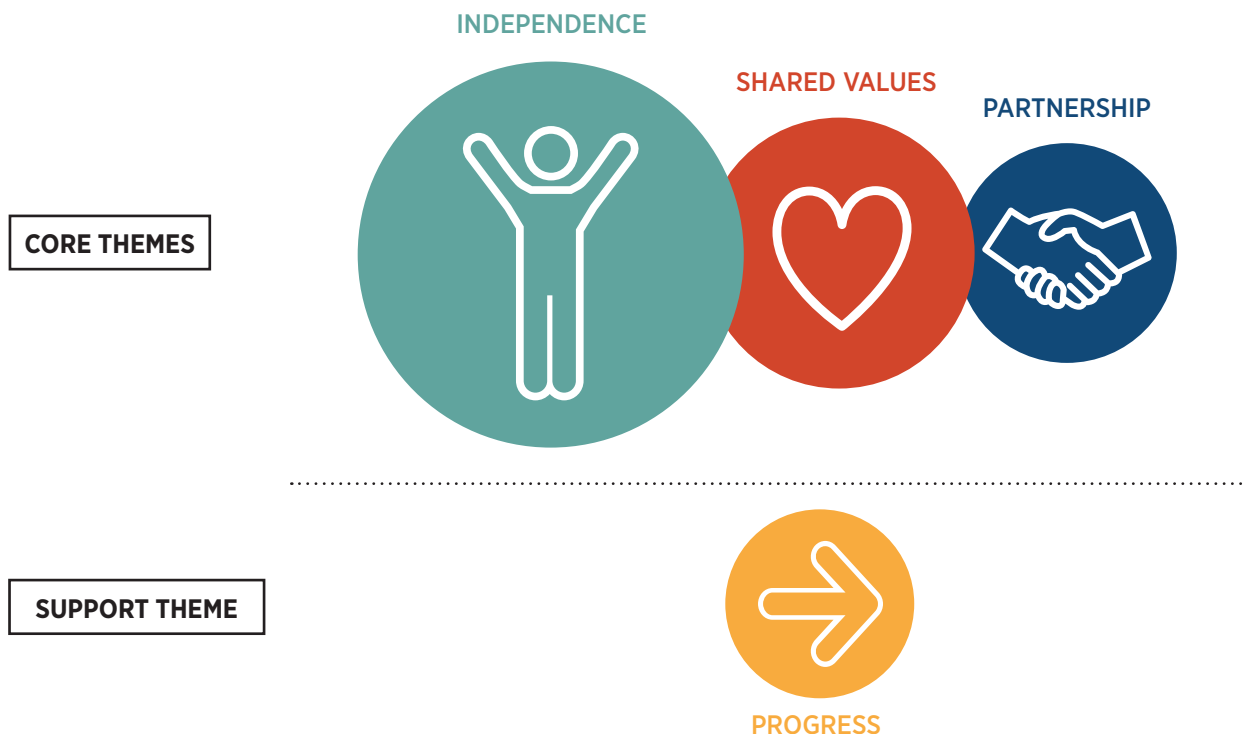 INDEPENDENCE
SHARED VALUES
PARTNERSHIP
CORE THEMES
SUPPORT THEME
PROGRESS